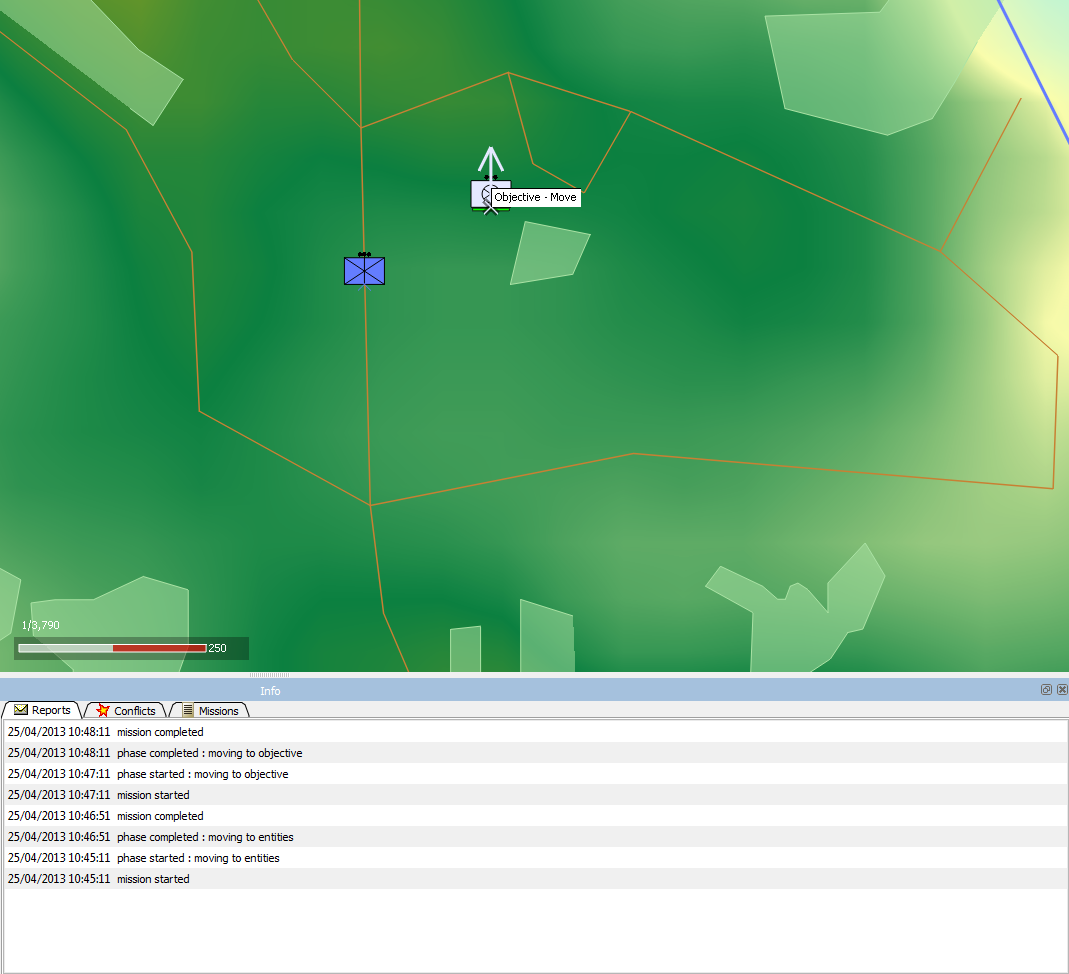 Objective - Move
1/3,790
250
Info
Reports
Conflicts
Missions
25/04/2013 10:48:11 mission completed
25/04/2013 10:48:11 phase completed : moving to objective
25/04/2013 10:47:11 phase started : moving to objective
25/04/2013 10:47:11 mission started
25/04/2013 10:46:51 mission completed
25/04/2013 10:46:51 phase completed : moving to entities
25/04/2013 10:45:11 phase started : moving to entities
25/04/2013 10:45:11 mission started